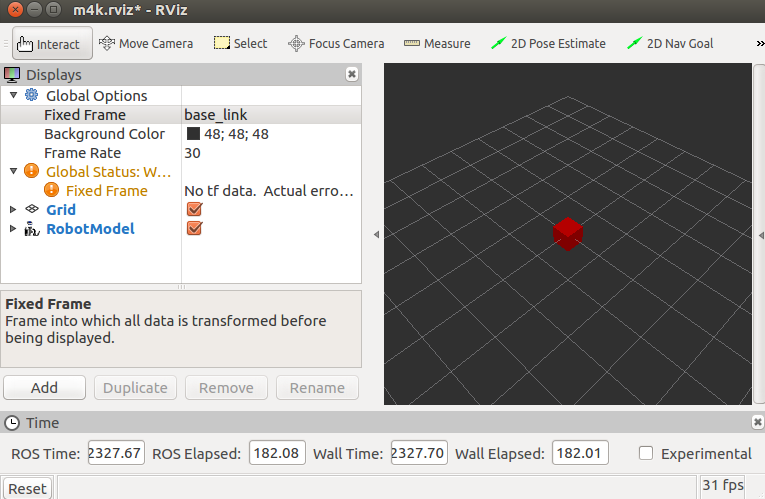 m4k.rviz* - RViz
Interact Move Camera Select Focus Camera Measure 2D Pose Estimate 2D Nav Goal »
Displays
Global Options
Fixed Frame base_link
Background Color 48; 48; 48
Frame Rate 30
Global Status: W…
Fixed Frame No tf data. Actual erro…
Grid
RobotModel
Fixed Frame
Frame into which all data is transformed before
being displayed.
Add Duplicate Remove Rename
Time
ROS Time: 2327.67 ROS Elapsed: 182.08 Wall Time: 2327.70 Wall Elapsed: 182.01 Experimental
Reset 31 fps